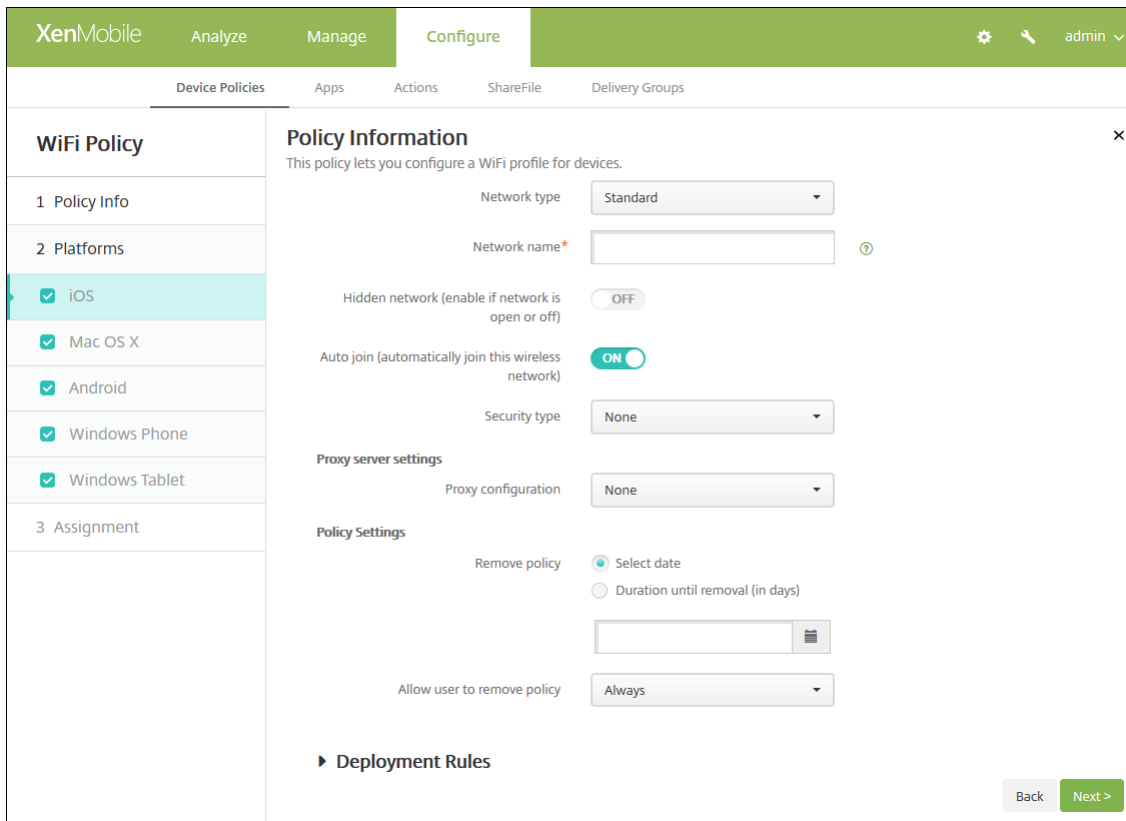 XenMobile Analyze Manage Configure admin
Device Policies Apps Actions ShareFile Delivery Groups
WiFi Policy
1 Policy Info
2 Platforms
iOS
Mac OS X
Android
Windows Phone
Windows Tablet
3 Assignment
Policy Information
This policy lets you configure a WiFi profile for devices.
Network type Standard
Network name*
Hidden network (enable if network is
open or off) OFF
Auto join (automatically join this wireless
network) ON
Security type None
Proxy server settings
Proxy configuration None
Policy Settings
Remove policy Select date
Duration until removal (in days)
Allow user to remove policy Always
Deployment Rules
Back Next >